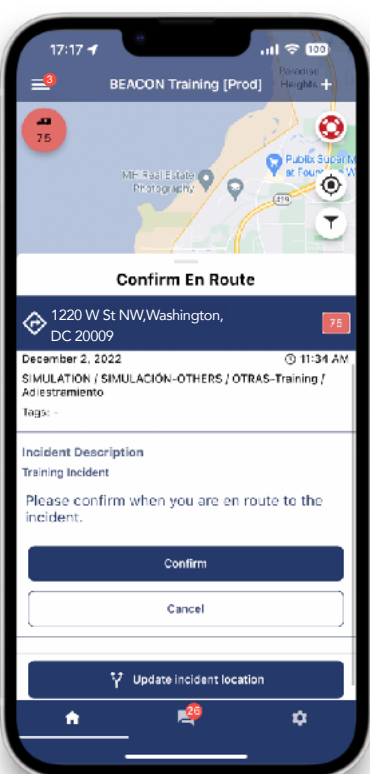 17:17
100
3
BEACON Training [Prod]
Paradise
Heights
75
MH Real Estate
Photography
Publix Super M
at Fou
W
439
Confirm En Route
1220 W St NW,Washington,
DC 20009
75
December 2, 2022
11:34 AM
SIMULATION / SIMULACIÓN-OTHERS / OTRAS-Training /
Adiestramiento
Tags: -
Incident Description
Training Incident
Please confirm when you are en route to the
incident.
Confirm
Cancel
Update incident location
26